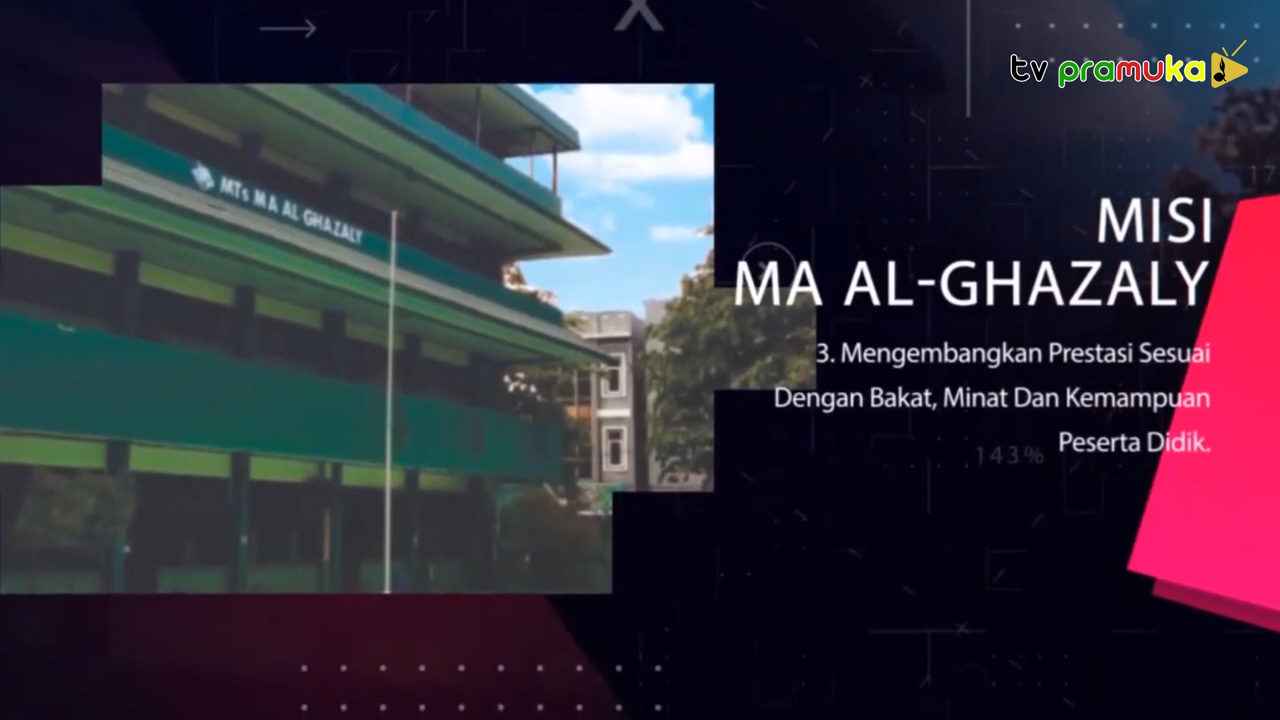 tv pramuka
MTs MA AL GHAZALY
MISI
MA AL-GHAZALY
3. Mengembangkan Prestasi Sesuai
Dengan Bakat, Minat Dan Kemampuan
Peserta Didik.
143%
17